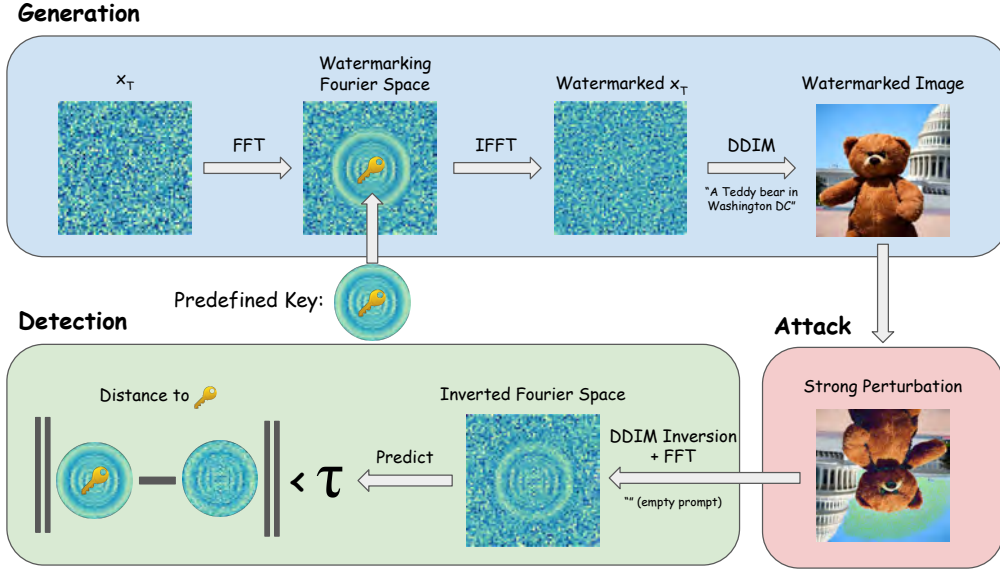 Generation
x_T
Watermarking
Fourier Space
Watermarked x_T
Watermarked Image
FFT
IFFT
DDIM
“A Teddy bear in
Washington DC”
Predefined Key:
Detection
Attack
Distance to
Inverted Fourier Space
Strong Perturbation
DDIM Inversion
+ FFT
Predict
< τ
“” (empty prompt)